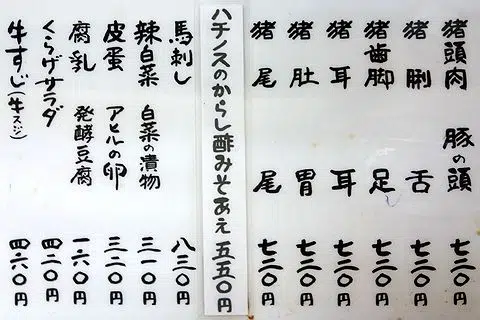 猪頭肉 豚の頭 七三〇円
猪脷 舌 七三〇円
猪歯脚 足 七三〇円
猪耳 耳 七三〇円
猪肚 胃 七三〇円
猪尾 尾 七三〇円
ハチノスのからし酢みそあえ 五五〇円
馬刺し 八三〇円
辣白菜 白菜の漬物 三一〇円
皮蛋 アヒルの卵 三二〇円
腐乳 発酵豆腐 一六〇円
くらげサラダ 四二〇円
牛すじ(牛スジ) 四六〇円